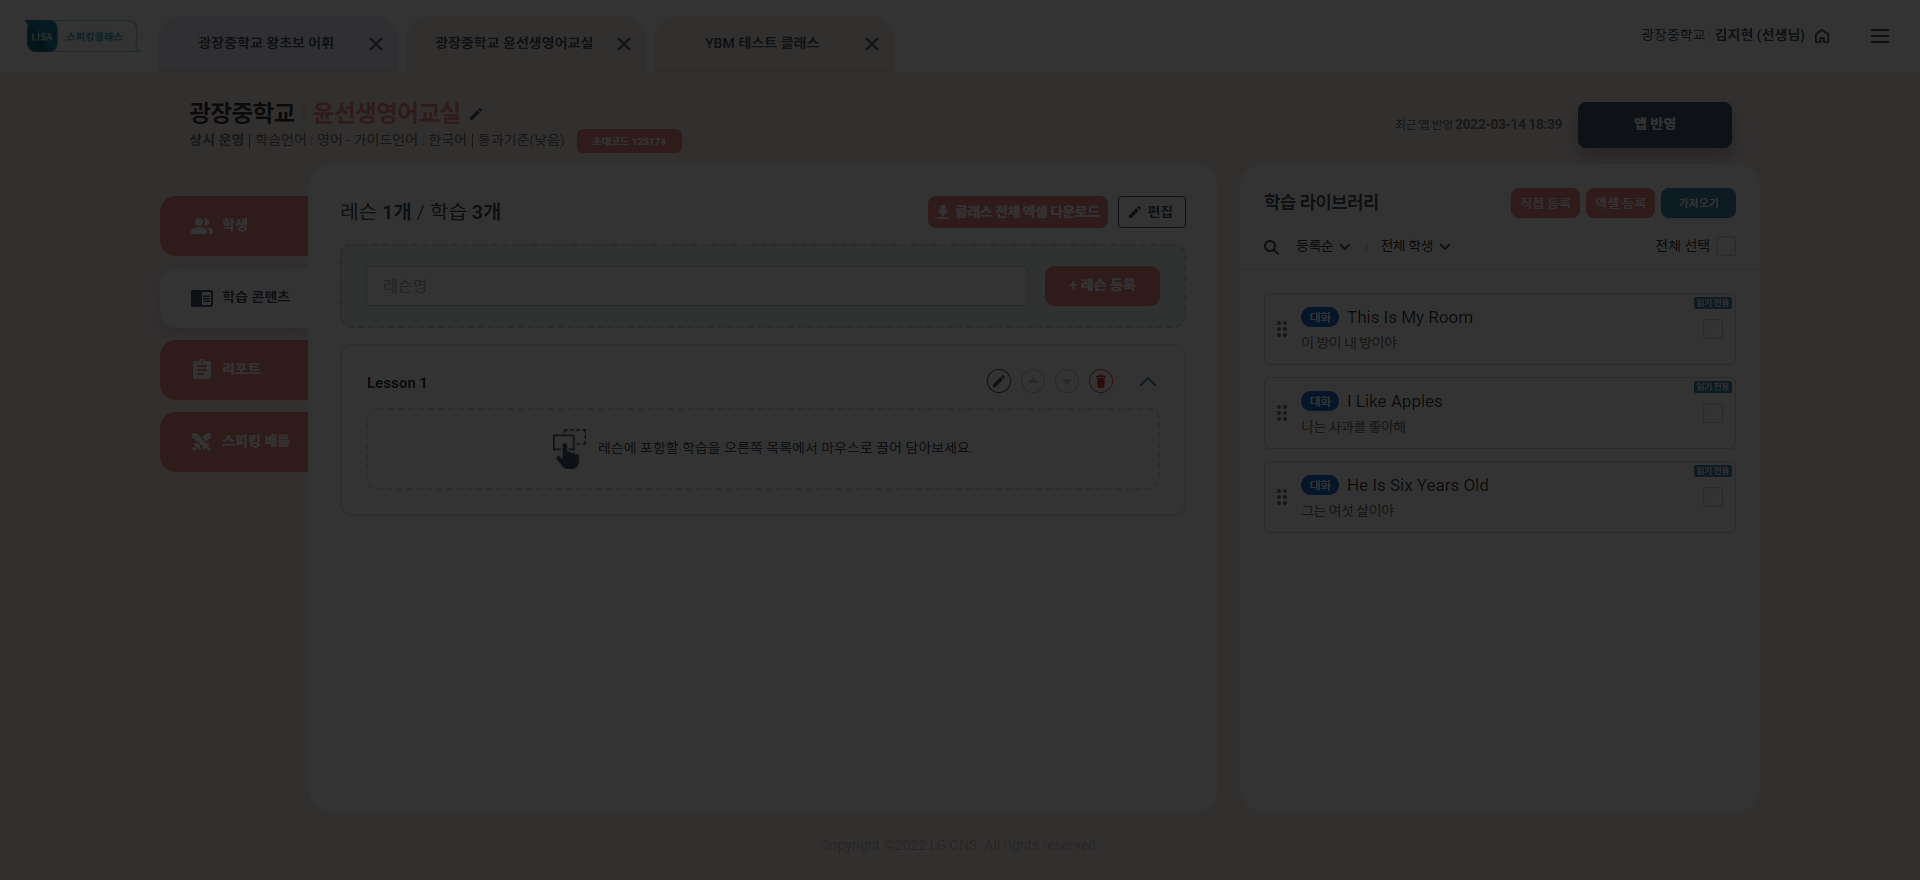 LISA 스피킹클래스
광장중학교 왕초보 어휘
광장중학교 윤선생영어교실
YBM 테스트 클래스
광장중학교 | 김지현 (선생님)
광장중학교 | 윤선생영어교실
상시 운영 | 학습언어 : 영어 - 가이드언어 : 한국어 | 통과기준(낮음)
초대코드 125174
최근 앱 반영 2022-03-14 18:39
앱 반영
학생
학습 콘텐츠
리포트
스피킹 배틀
레슨 1개 / 학습 3개
클래스 전체 엑셀 다운로드
편집
레슨명
+ 레슨 등록
Lesson 1
레슨에 포함할 학습을 오른쪽 목록에서 마우스로 끌어 담아보세요.
학습 라이브러리
직접 등록
엑셀 등록
가져오기
등록순
전체 학생
전체 선택
읽기 전용
대화 This Is My Room
이 방이 내 방이야
읽기 전용
대화 I Like Apples
나는 사과를 좋아해
읽기 전용
대화 He Is Six Years Old
그는 여섯 살이야
Copyright ©2022 LG CNS. All rights reserved